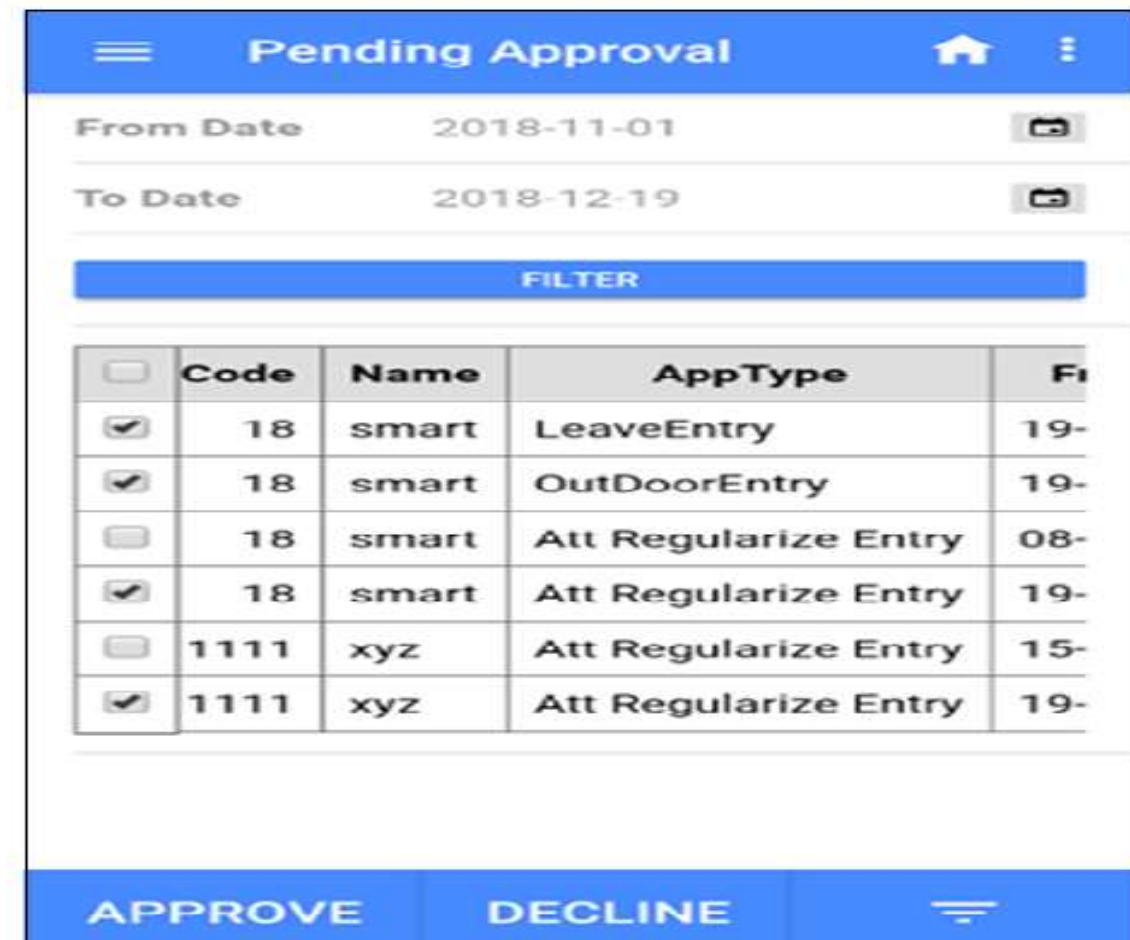 Pending Approval
From Date 2018-11-01
To Date 2018-12-19
FILTER
Code Name AppType
18 smart LeaveEntry 19-
18 smart OutDoorEntry 19-
18 smart Att Regularize Entry 08-
18 smart Att Regularize Entry 19-
1111 xyz Att Regularize Entry 15-
1111 xyz Att Regularize Entry 19-
APPROVE DECLINE